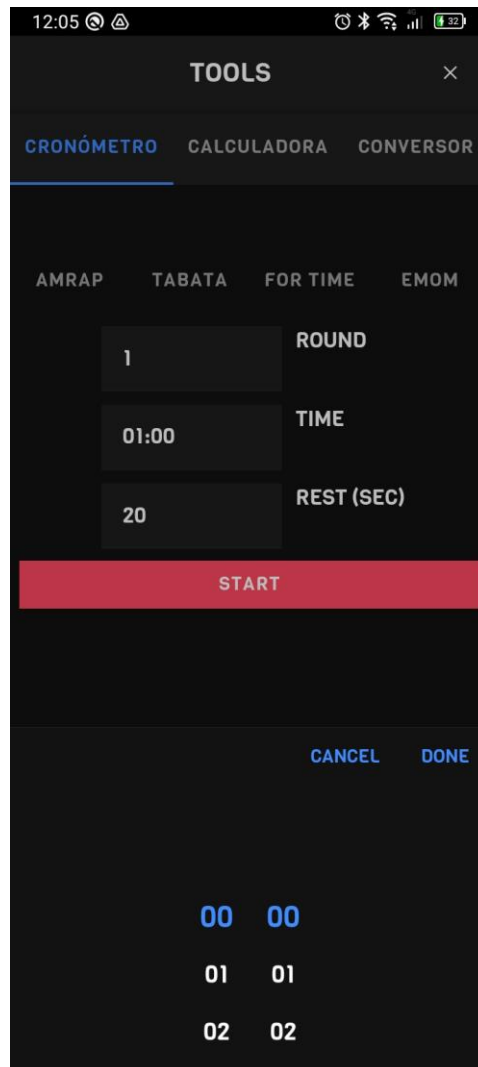 12:05 4G 32
TOOLS ×
CRONÓMETRO CALCULADORA CONVERSOR
AMRAP TABATA FOR TIME EMOM
1 ROUND
01:00 TIME
20 REST (SEC)
START
CANCEL DONE
00 00
01 01
02 02